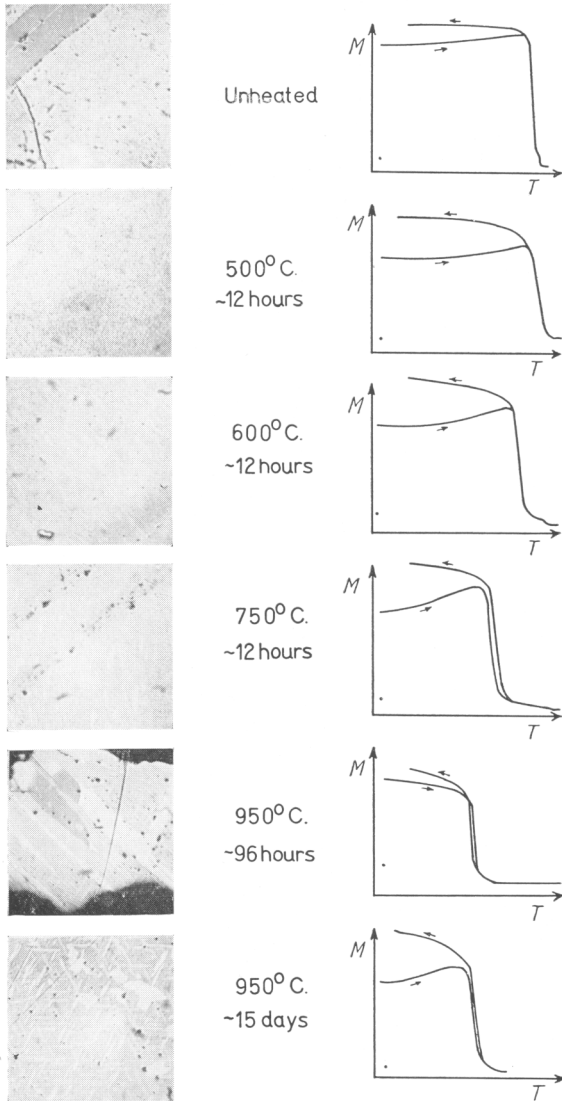 M
Unheated
T
M
500°C.
~12 hours
T
M
600°C.
~12 hours
T
M
750°C.
~12 hours
T
M
950°C.
~96 hours
T
M
950°C.
~15 days
T